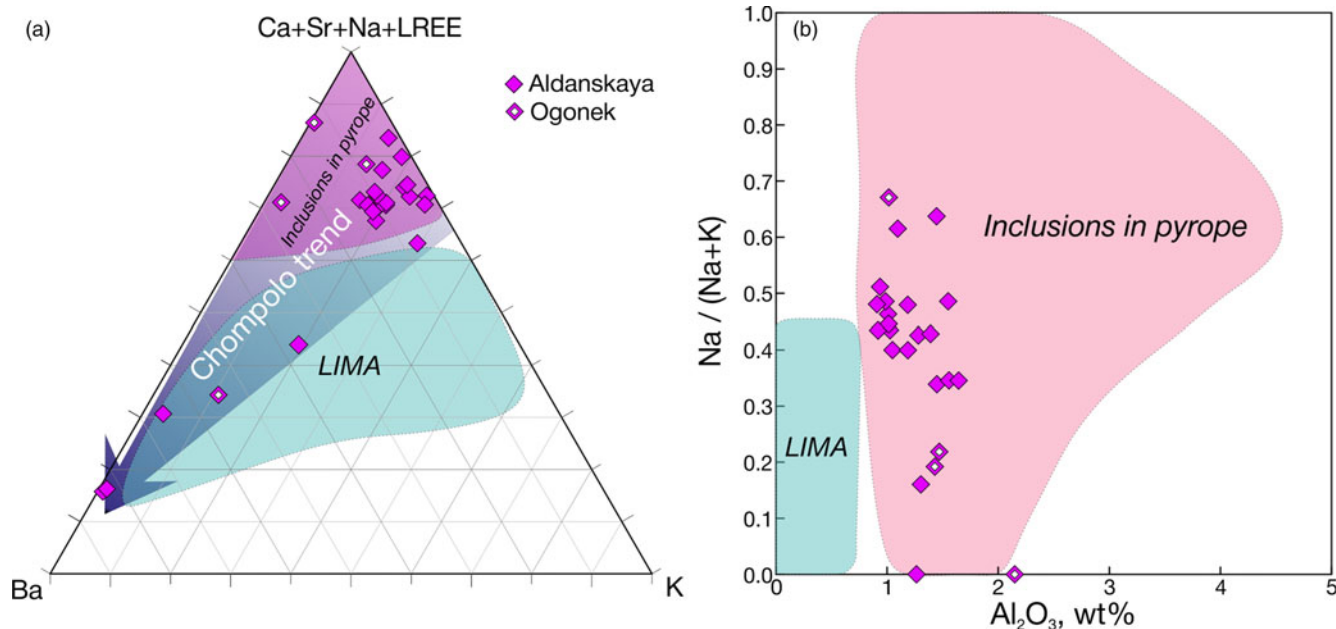 (a)
Ca+Sr+Na+LREE
Aldanskaya
Ogonek
Inclusions in pyrope
Chompolo trend
LIMA
Ba
K
(b)
1.0
0.9
0.8
0.7
0.6
0.5
0.4
0.3
0.2
0.1
0.0
Na / (Na+K)
Inclusions in pyrope
LIMA
0 1 2 3 4 5
Al₂O₃, wt%